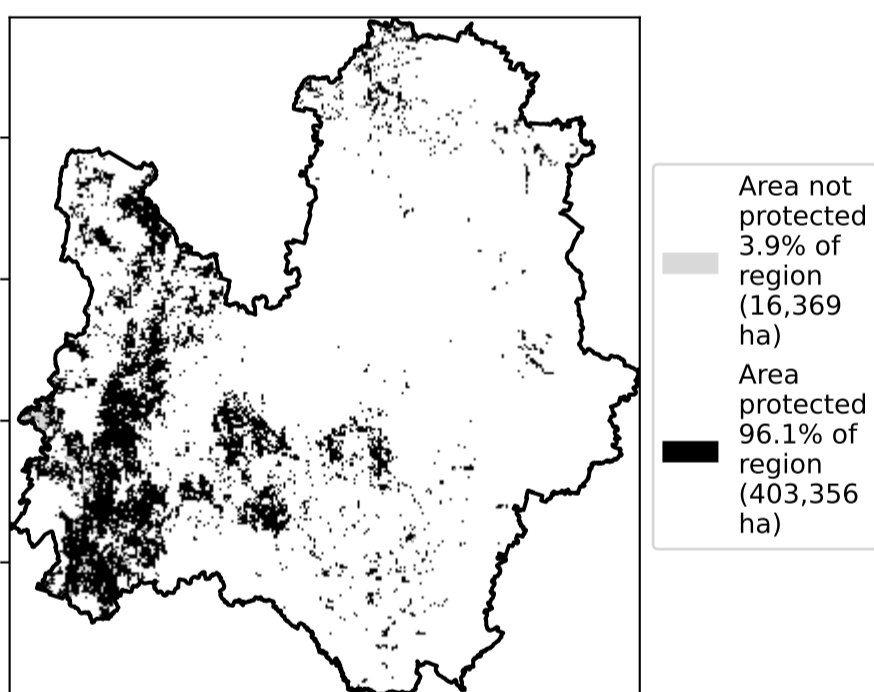 Area not
protected
3.9% of
region
(16,369
ha)
Area
protected
96.1% of
region
(403,356
ha)